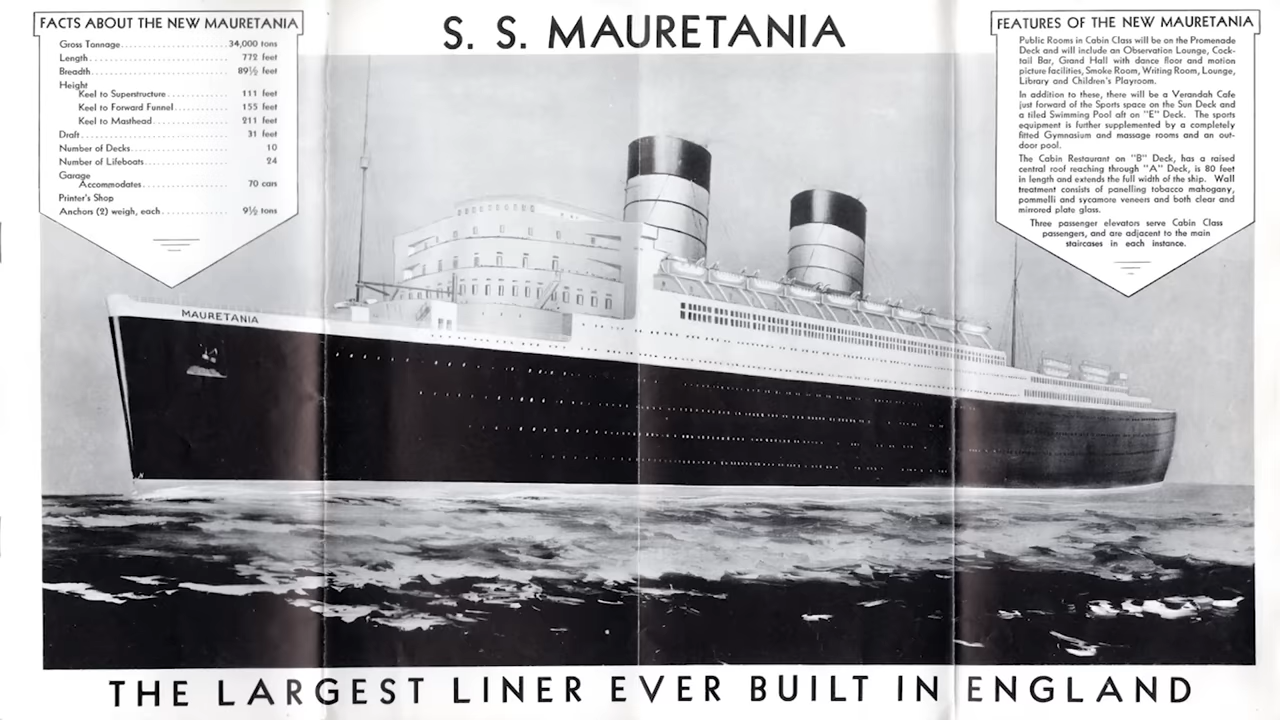 S. S. MAURETANIA
FACTS ABOUT THE NEW MAURETANIA
Gross Tonnage 34,000 tons
Length 772 feet
Breadth 89½ feet
Height
Keel to Superstructure 111 feet
Keel to Forward Funnel 155 feet
Keel to Masthead 211 feet
Draft 31 feet
Number of Decks 10
Number of Lifeboats 24
Garage
Accommodates 70 cars
Printer's Shop
Anchors (2) weigh, each 9½ tons
FEATURES OF THE NEW MAURETANIA
Public Rooms in Cabin Class will be on the Promenade
Deck and will include an Observation Lounge, Cock-
tail Bar, Grand Hall with dance floor and motion
picture facilities, Smoke Room, Writing Room, Lounge,
Library and Children's Playroom.
In addition to these, there will be a Verandah Cafe
just forward of the Sports space on the Sun Deck and
a tiled Swimming Pool aft on "E" Deck. The sports
equipment is further supplemented by a completely
fitted Gymnasium and massage rooms and an out-
door pool.
The Cabin Restaurant on "B" Deck, has a raised
central roof reaching through "A" Deck, is 80 feet
in length and extends the full width of the ship. Wall
treatment consists of panelling tobacco mahogany,
pommelli and sycamore veneers and both clear and
mirrored plate glass.
Three passenger elevators serve Cabin Class
passengers, and are adjacent to the main
staircases in each instance.
MAURETANIA
THE LARGEST LINER EVER BUILT IN ENGLAND